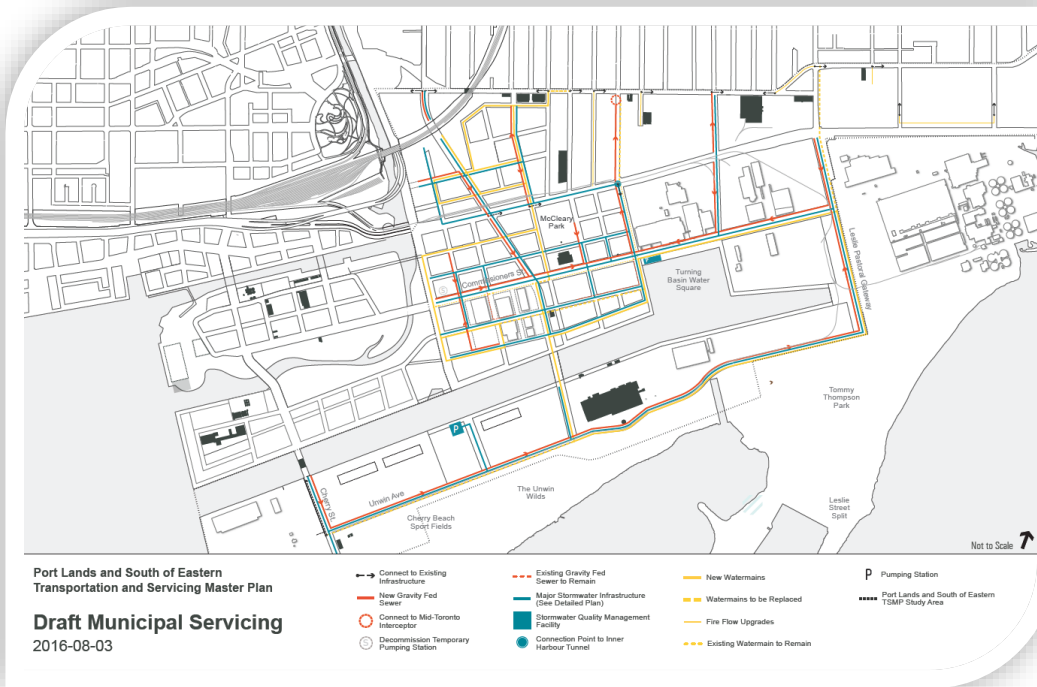 McCleary
Park
Commissioners St
S
P
Turning
Basin Water
Square
Leslie Pastoral Gateway
Tommy
Thompson
Park
P
Unwin Ave
Cherry St
The Unwin
Wilds
Cherry Beach
Sport Fields
Leslie
Street
Split
Not to Scale
Port Lands and South of Eastern
Transportation and Servicing Master Plan
Draft Municipal Servicing
2016-08-03
Connect to Existing
Infrastructure
New Gravity Fed
Sewer
Connect to Mid-Toronto
Interceptor
S
Decommission Temporary
Pumping Station
Existing Gravity Fed
Sewer to Remain
Major Stormwater Infrastructure
(See Detailed Plan)
Stormwater Quality Management
Facility
Connection Point to Inner
Harbour Tunnel
New Watermains
Watermains to be Replaced
Fire Flow Upgrades
Existing Watermain to Remain
P
Pumping Station
Port Lands and South of Eastern
TSMP Study Area